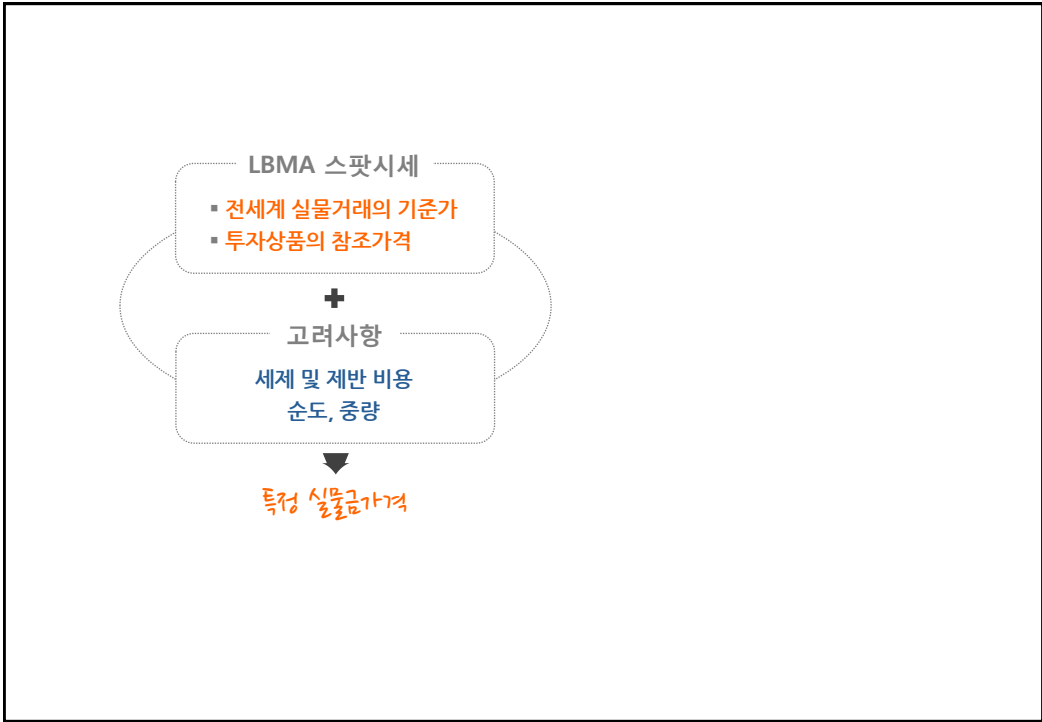 LBMA 스팟시세
▪ 전세계 실물거래의 기준가
▪ 투자상품의 참조가격
고려사항
세제 및 제반 비용
순도, 중량
특정 실물금가격